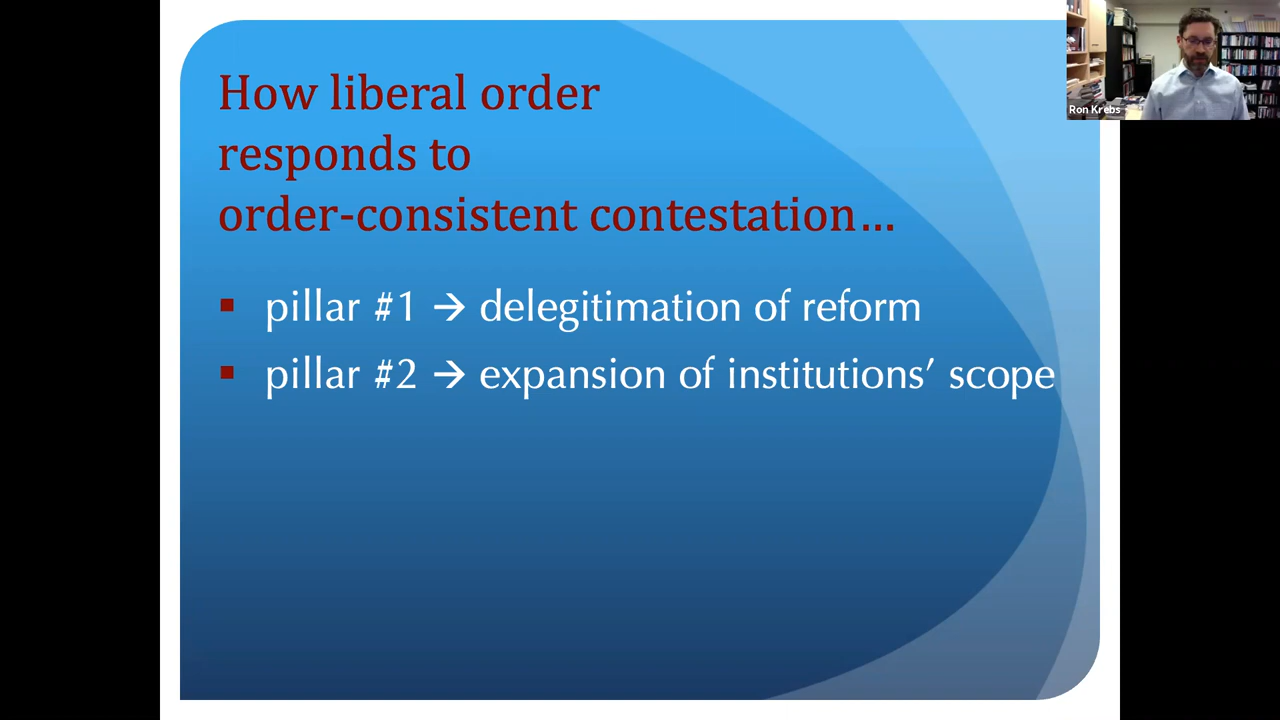 How liberal order
responds to
order-consistent contestation…
▪ pillar #1 → delegitimation of reform
▪ pillar #2 → expansion of institutions’ scope
Ron Krebs